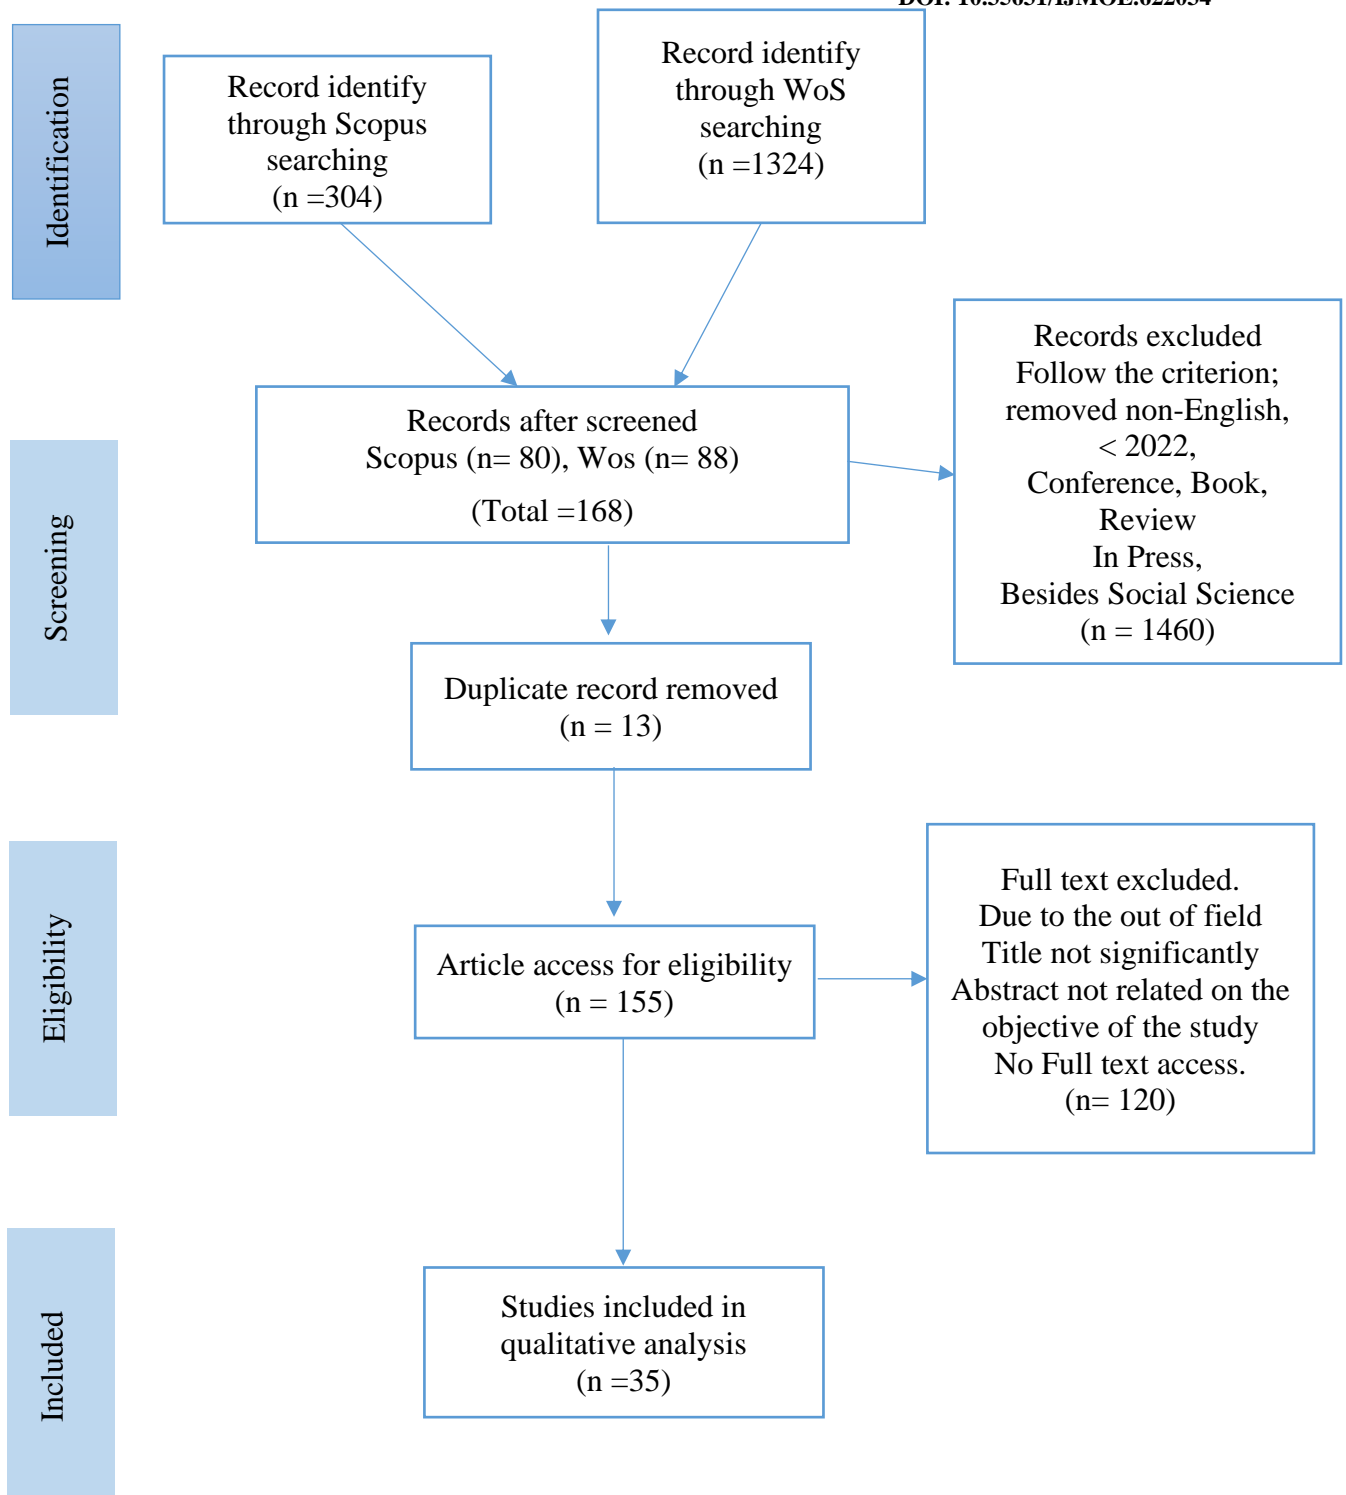 Identification
Record identify
through Scopus
searching
(n =304)
Record identify
through WoS
searching
(n =1324)
Screening
Records after screened
Scopus (n= 80), Wos (n= 88)
(Total =168)
Records excluded
Follow the criterion;
removed non-English,
< 2022,
Conference, Book,
Review
In Press,
Besides Social Science
(n = 1460)
Duplicate record removed
(n = 13)
Eligibility
Article access for eligibility
(n = 155)
Full text excluded.
Due to the out of field
Title not significantly
Abstract not related on the
objective of the study
No Full text access.
(n= 120)
Included
Studies included in
qualitative analysis
(n =35)